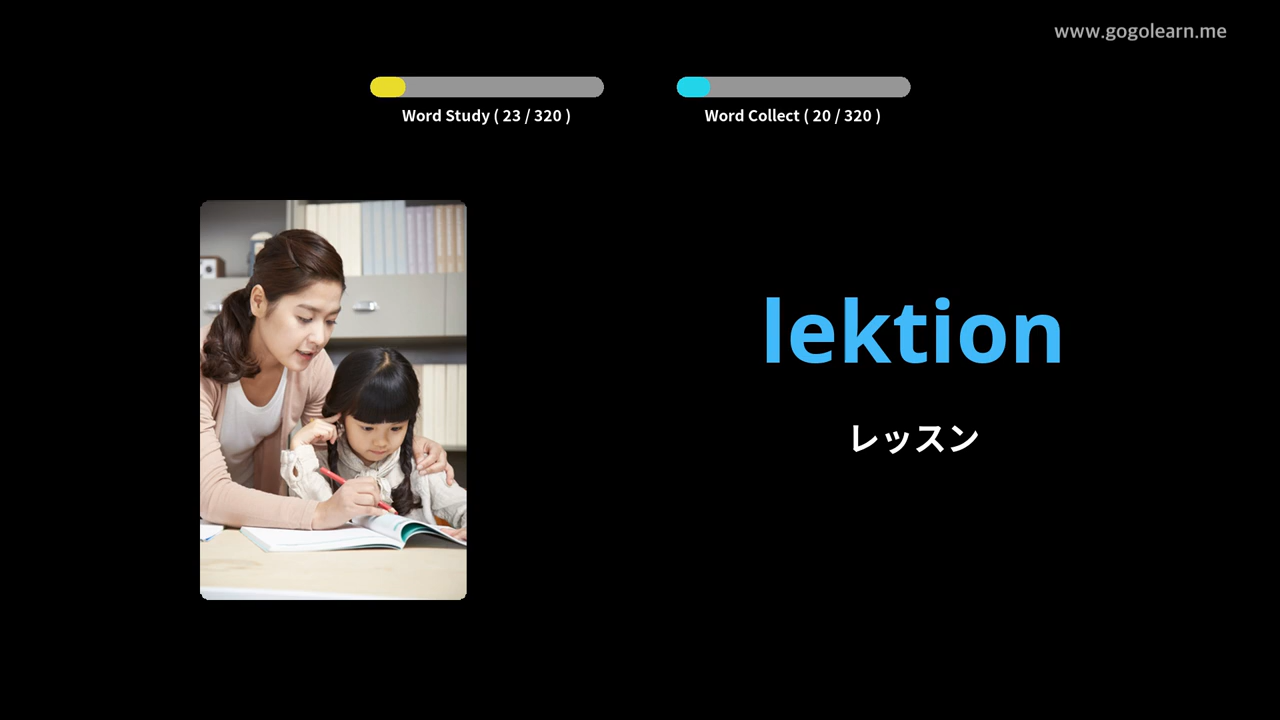 www.gogolearn.me
Word Study ( 23 / 320 )
Word Collect ( 20 / 320 )
lektion
レッスン